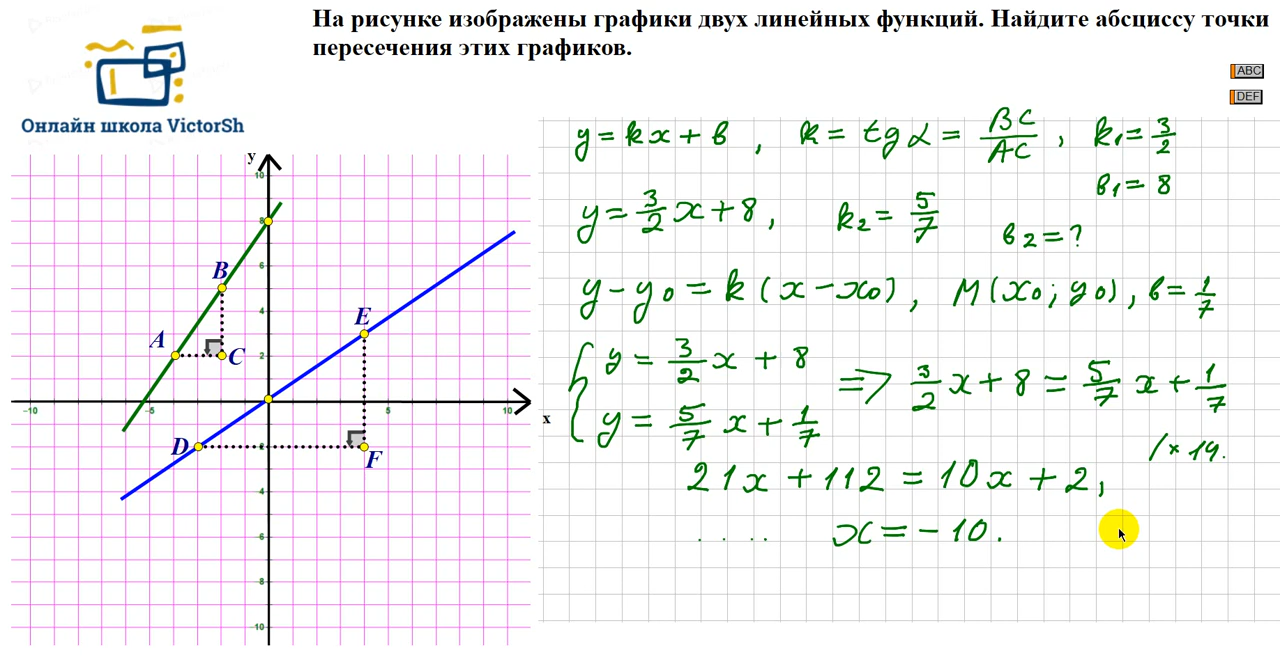 На рисунке изображены графики двух линейных функций. Найдите абсциссу точки
пересечения этих графиков.
Онлайн школа VictorSh
ABC
DEF
y = kx + b , k = tg α = BC/AC , k₁ = 3/2
b₁ = 8
y = 3/2 x + 8 , k₂ = 5/7
b₂ = ?
y − y₀ = k (x − x₀) , M (x₀ ; y₀) , b = 1/7
{ y = 3/2 x + 8
y = 5/7 x + 1/7
=> 3/2 x + 8 = 5/7 x + 1/7
/ × 14.
21x + 112 = 10x + 2 ,
. . . . x = − 10 .
y
10
8
6
4
2
B
A
C
E
−10
−5
5
10
x
D
F
2
4
6
8
10